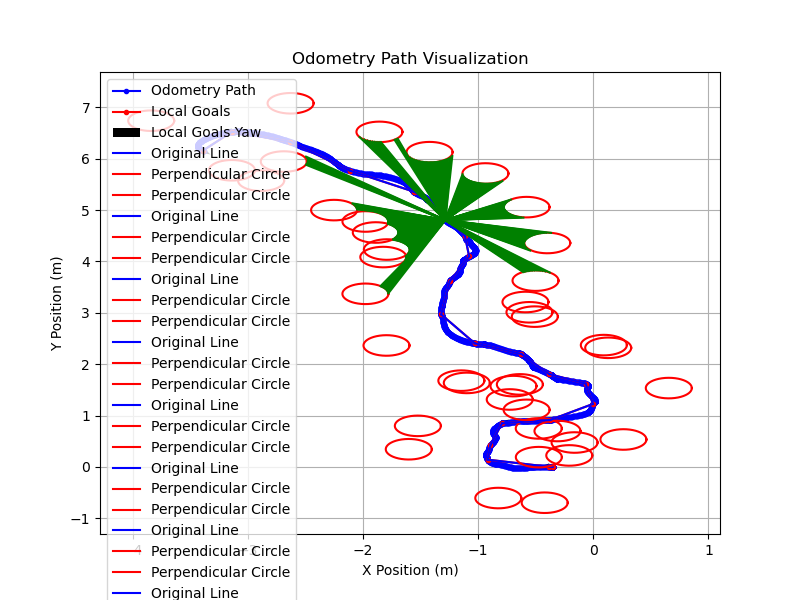 Odometry Path Visualization
Y Position (m)
7
6
5
4
3
2
1
0
−1
Odometry Path
Local Goals
Local Goals Yaw
Original Line
Perpendicular Circle
Perpendicular Circle
Original Line
Perpendicular Circle
Perpendicular Circle
Original Line
Perpendicular Circle
Perpendicular Circle
Original Line
Perpendicular Circle
Perpendicular Circle
Original Line
Perpendicular Circle
Perpendicular Circle
Original Line
Perpendicular Circle
Perpendicular Circle
Original Line
Perpendicular Circle
Perpendicular Circle
Original Line
−4 −3 −2 −1 0 1
X Position (m)